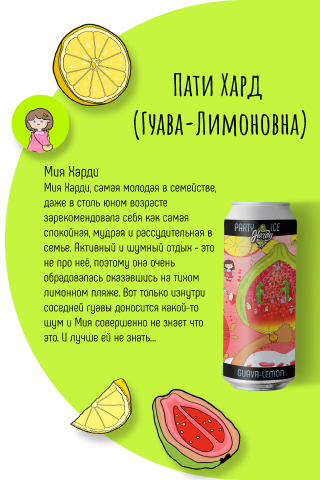 Пати Хард
(Гуава-Лимоновна)
Мия Харди
Мия Харди, самая молодая в семействе,
даже в столь юном возрасте
зарекомендовала себя как самая
спокойная, мудрая и рассудительная в
семье. Активный и шумный отдых - это
не про неё, поэтому она очень
обрадовалась оказавшись на тихом
лимонном пляже. Вот только изнутри
соседней гуавы доносится какой-то
шум и Мия совершенно не знает что
это. И лучше ей не знать...
PARTY ICE
Hardy
GUAVA-LEMON